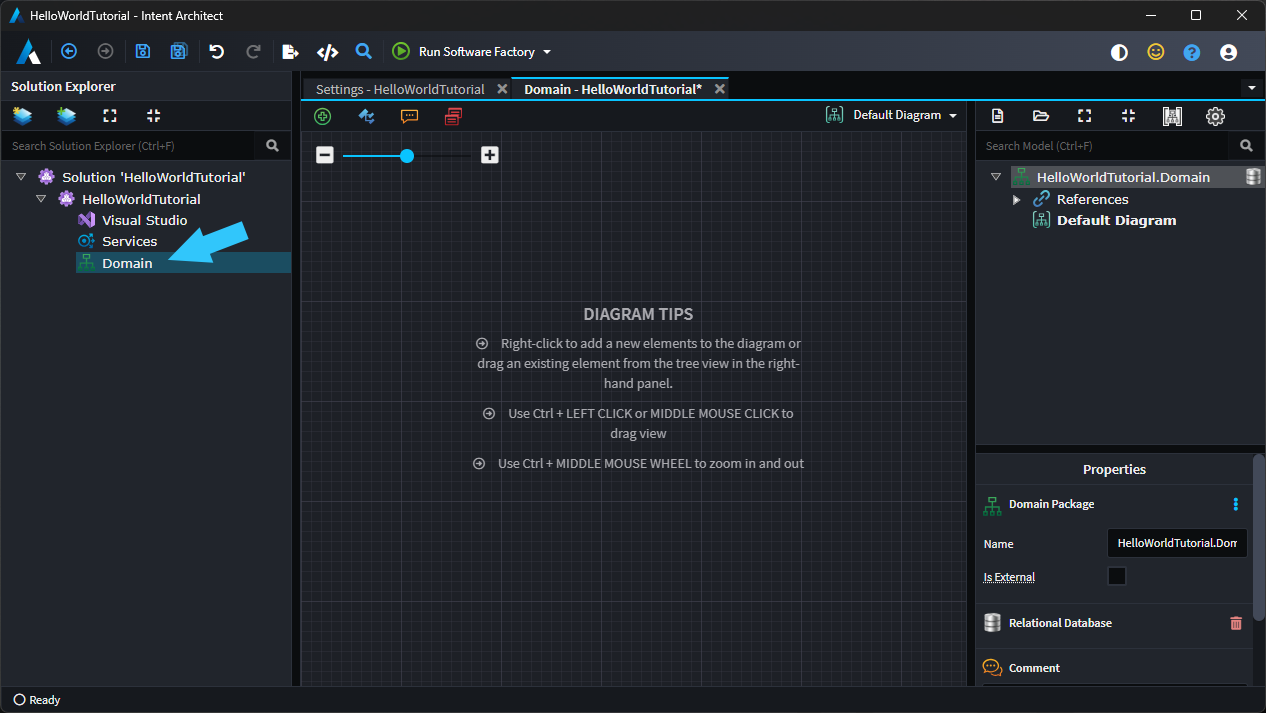 HelloWorldTutorial - Intent Architect
Run Software Factory
Solution Explorer
Search Solution Explorer (Ctrl+F)
Solution 'HelloWorldTutorial'
HelloWorldTutorial
Visual Studio
Services
Domain
Settings - HelloWorldTutorial
Domain - HelloWorldTutorial*
Default Diagram
DIAGRAM TIPS
Right-click to add a new elements to the diagram or
drag an existing element from the tree view in the right-
hand panel.
Use Ctrl + LEFT CLICK or MIDDLE MOUSE CLICK to
drag view
Use Ctrl + MIDDLE MOUSE WHEEL to zoom in and out
Search Model (Ctrl+F)
HelloWorldTutorial.Domain
References
Default Diagram
Properties
Domain Package
Name HelloWorldTutorial.Dom
Is External
Relational Database
Comment
Ready